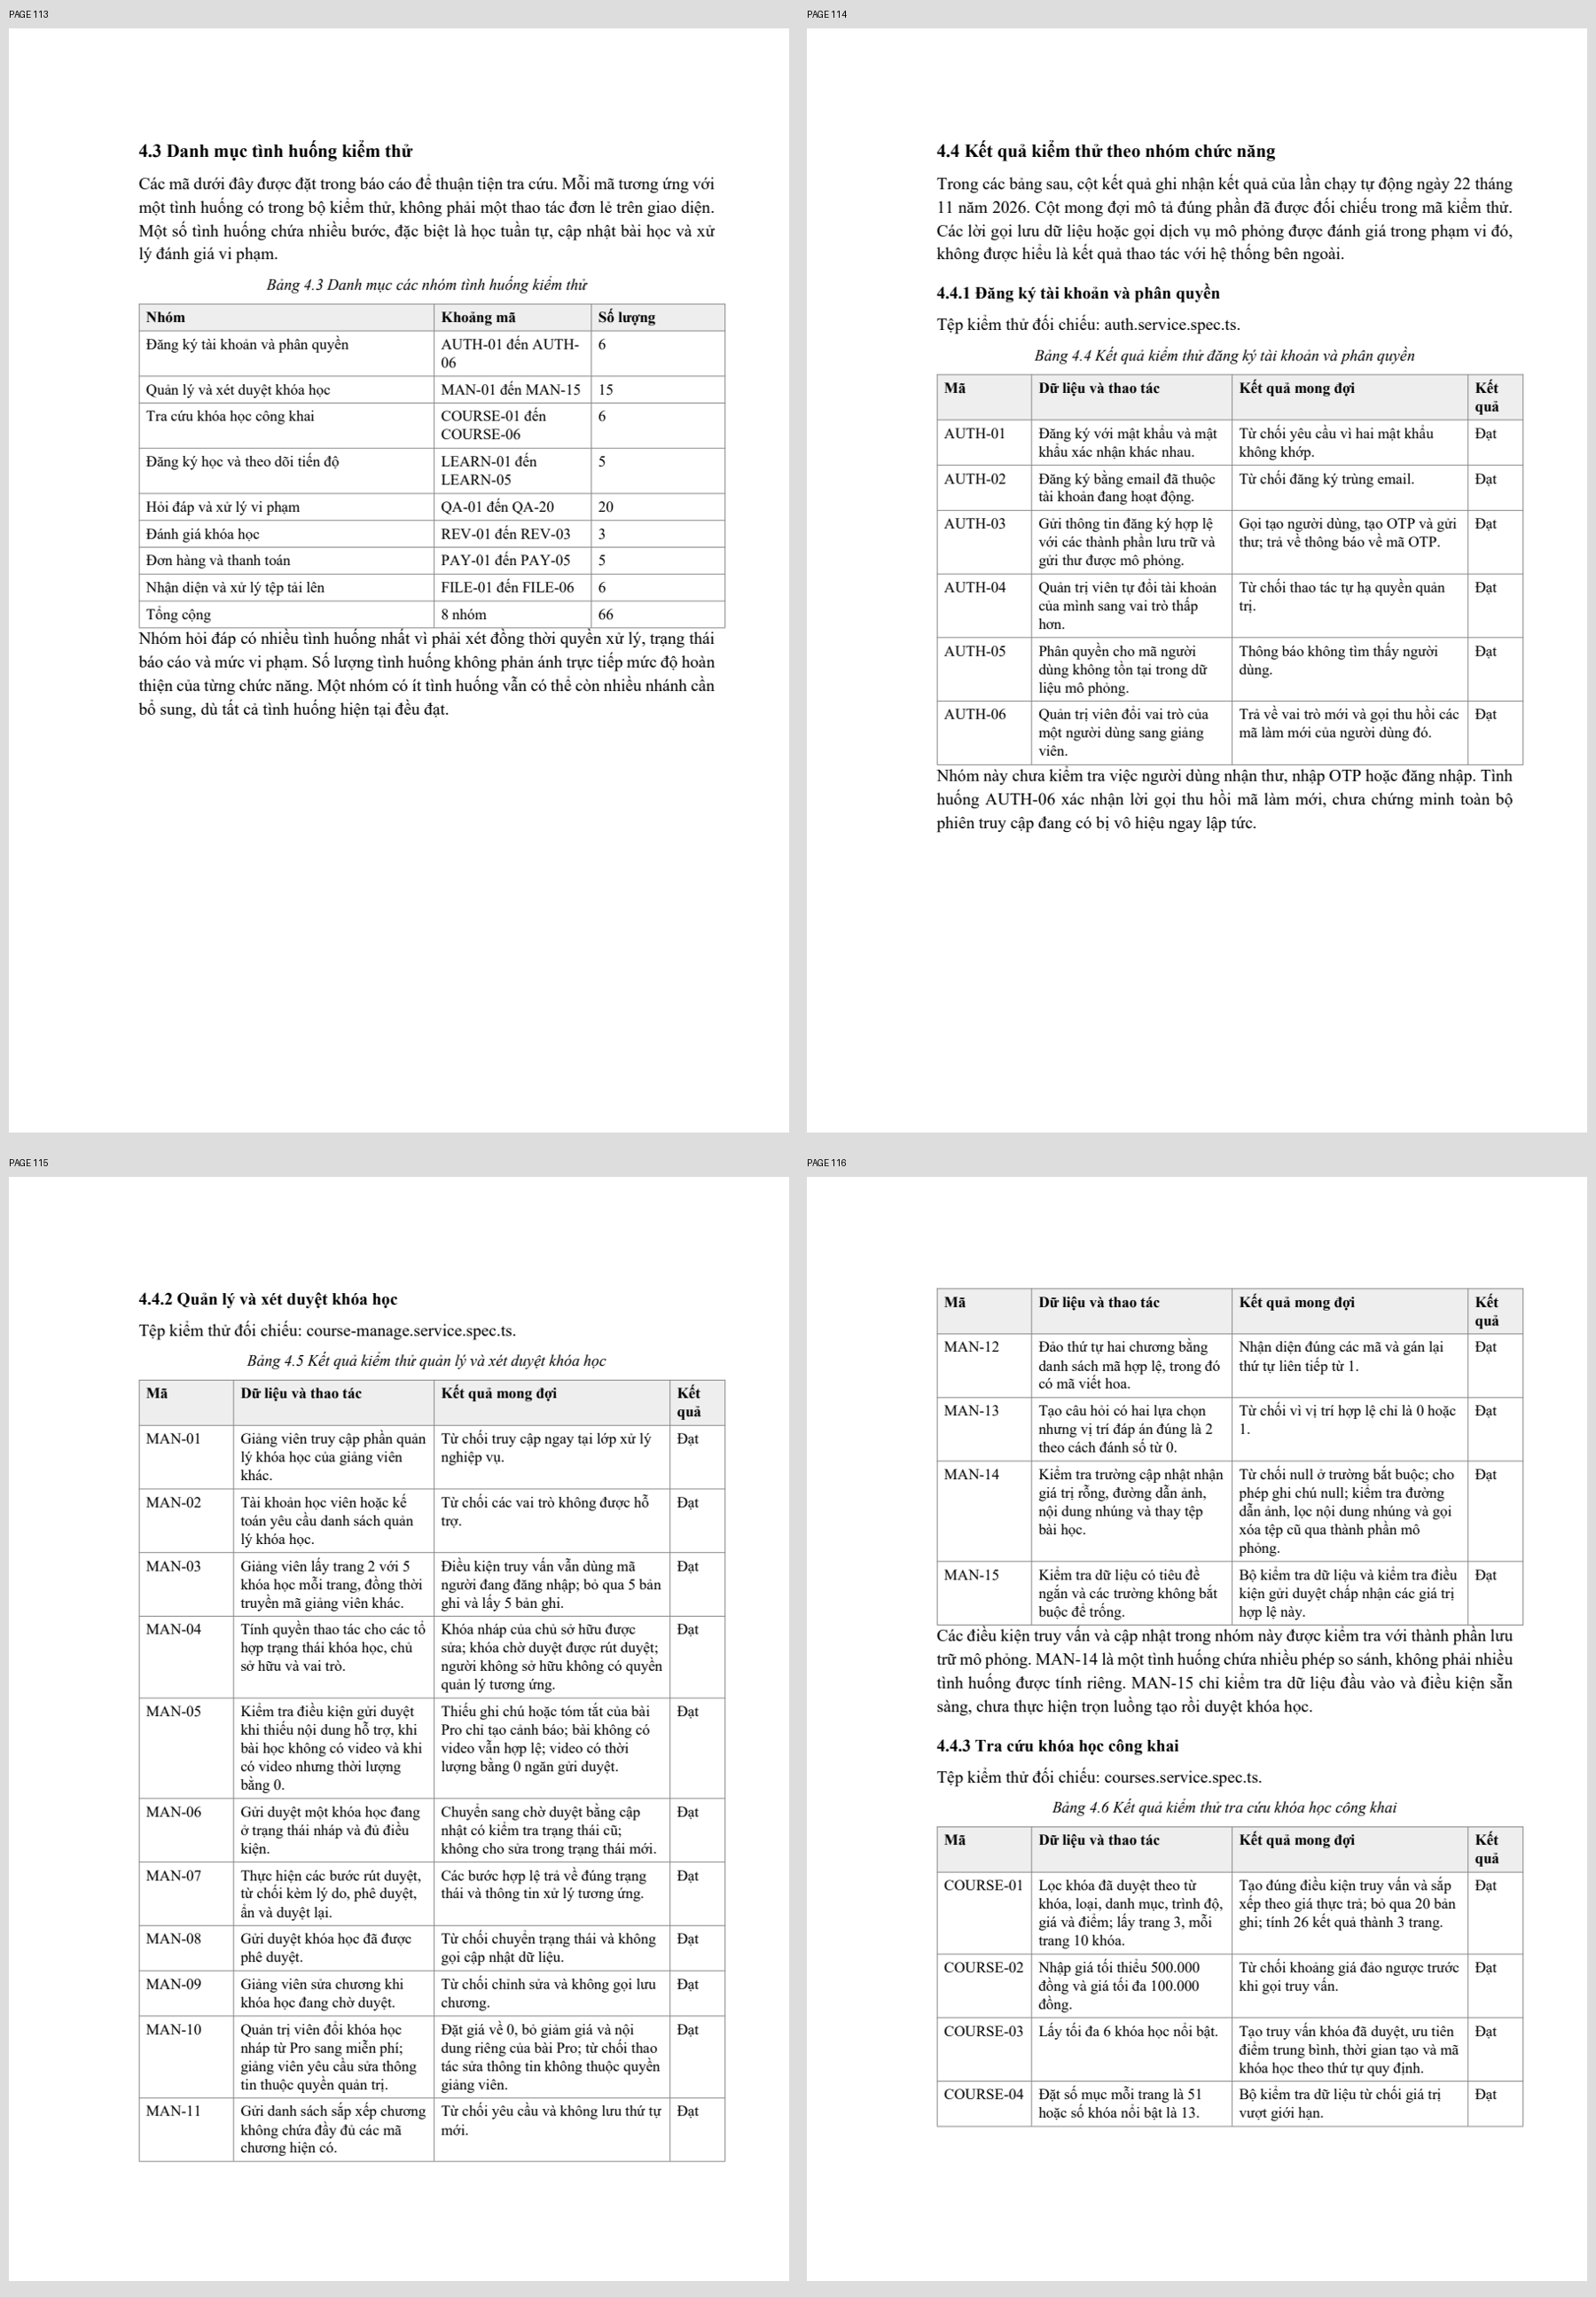 PAGE 113
4.3 Danh mục tình huống kiểm thử
Các mã dưới đây được đặt trong báo cáo để thuận tiện tra cứu. Mỗi mã tương ứng với
một tình huống có trong bộ kiểm thử, không phải một thao tác đơn lẻ trên giao diện.
Một số tình huống chứa nhiều bước, đặc biệt là học tuần tự, cập nhật bài học và xử
lý đánh giá vi phạm.
Bảng 4.3 Danh mục các nhóm tình huống kiểm thử
Nhóm Khoảng mã Số lượng
Đăng ký tài khoản và phân quyền AUTH-01 đến AUTH- 6
06
Quản lý và xét duyệt khóa học MAN-01 đến MAN-15 15
Tra cứu khóa học công khai COURSE-01 đến 6
COURSE-06
Đăng ký học và theo dõi tiến độ LEARN-01 đến 5
LEARN-05
Hỏi đáp và xử lý vi phạm QA-01 đến QA-20 20
Đánh giá khóa học REV-01 đến REV-03 3
Đơn hàng và thanh toán PAY-01 đến PAY-05 5
Nhận diện và xử lý tệp tải lên FILE-01 đến FILE-06 6
Tổng cộng 8 nhóm 66
Nhóm hỏi đáp có nhiều tình huống nhất vì phải xét đồng thời quyền xử lý, trạng thái
báo cáo và mức vi phạm. Số lượng tình huống không phản ánh trực tiếp mức độ hoàn
thiện của từng chức năng. Một nhóm có ít tình huống vẫn có thể còn nhiều nhánh cần
bổ sung, dù tất cả tình huống hiện tại đều đạt.
PAGE 114
4.4 Kết quả kiểm thử theo nhóm chức năng
Trong các bảng sau, cột kết quả ghi nhận kết quả của lần chạy tự động ngày 22 tháng
11 năm 2026. Cột mong đợi mô tả đúng phần đã được đối chiếu trong mã kiểm thử.
Các lời gọi lưu dữ liệu hoặc gọi dịch vụ mô phỏng được đánh giá trong phạm vi đó,
không được hiểu là kết quả thao tác với hệ thống bên ngoài.
4.4.1 Đăng ký tài khoản và phân quyền
Tệp kiểm thử đối chiếu: auth.service.spec.ts.
Bảng 4.4 Kết quả kiểm thử đăng ký tài khoản và phân quyền
Mã Dữ liệu và thao tác Kết quả mong đợi Kết
quả
AUTH-01 Đăng ký với mật khẩu và mật Từ chối yêu cầu vì hai mật khẩu Đạt
khẩu xác nhận khác nhau. không khớp.
AUTH-02 Đăng ký bằng email đã thuộc Từ chối đăng ký trùng email. Đạt
tài khoản đang hoạt động.
AUTH-03 Gửi thông tin đăng ký hợp lệ Gọi tạo người dùng, tạo OTP và gửi Đạt
với các thành phần lưu trữ và thư; trả về thông báo về mã OTP.
gửi thư được mô phỏng.
AUTH-04 Quản trị viên tự đổi tài khoản Từ chối thao tác tự hạ quyền quản Đạt
của mình sang vai trò thấp trị.
hơn.
AUTH-05 Phân quyền cho mã người Thông báo không tìm thấy người Đạt
dùng không tồn tại trong dữ dùng.
liệu mô phỏng.
AUTH-06 Quản trị viên đổi vai trò của Trả về vai trò mới và gọi thu hồi các Đạt
một người dùng sang giảng mã làm mới của người dùng đó.
viên.
Nhóm này chưa kiểm tra việc người dùng nhận thư, nhập OTP hoặc đăng nhập. Tình
huống AUTH-06 xác nhận lời gọi thu hồi mã làm mới, chưa chứng minh toàn bộ
phiên truy cập đang có bị vô hiệu ngay lập tức.
PAGE 115
4.4.2 Quản lý và xét duyệt khóa học
Tệp kiểm thử đối chiếu: course-manage.service.spec.ts.
Bảng 4.5 Kết quả kiểm thử quản lý và xét duyệt khóa học
Mã Dữ liệu và thao tác Kết quả mong đợi Kết
quả
MAN-01 Giảng viên truy cập phần quản Từ chối truy cập ngay tại lớp xử lý Đạt
lý khóa học của giảng viên nghiệp vụ.
khác.
MAN-02 Tài khoản học viên hoặc kế Từ chối các vai trò không được hỗ Đạt
toán yêu cầu danh sách quản trợ.
lý khóa học.
MAN-03 Giảng viên lấy trang 2 với 5 Điều kiện truy vấn vẫn dùng mã Đạt
khóa học mỗi trang, đồng thời người đang đăng nhập; bỏ qua 5 bản
truyền mã giảng viên khác. ghi và lấy 5 bản ghi.
MAN-04 Tính quyền thao tác cho các tổ Khóa nháp của chủ sở hữu được Đạt
hợp trạng thái khóa học, chủ sửa; khóa chờ duyệt được rút duyệt;
sở hữu và vai trò. người không sở hữu không có quyền
quản lý tương ứng.
MAN-05 Kiểm tra điều kiện gửi duyệt Thiếu ghi chú hoặc tóm tắt của bài Đạt
khi thiếu nội dung hỗ trợ, khi Pro chỉ tạo cảnh báo; bài không có
bài học không có video và khi video vẫn hợp lệ; video có thời
có video nhưng thời lượng lượng bằng 0 ngăn gửi duyệt.
bằng 0.
MAN-06 Gửi duyệt một khóa học đang Chuyển sang chờ duyệt bằng cập Đạt
ở trạng thái nháp và đủ điều nhật có kiểm tra trạng thái cũ;
kiện. không cho sửa trong trạng thái mới.
MAN-07 Thực hiện các bước rút duyệt, Các bước hợp lệ trả về đúng trạng Đạt
từ chối kèm lý do, phê duyệt, thái và thông tin xử lý tương ứng.
ẩn và duyệt lại.
MAN-08 Gửi duyệt khóa học đã được Từ chối chuyển trạng thái và không Đạt
phê duyệt. gọi cập nhật dữ liệu.
MAN-09 Giảng viên sửa chương khi Từ chối chỉnh sửa và không gọi lưu Đạt
khóa học đang chờ duyệt. chương.
MAN-10 Quản trị viên đổi khóa học Đặt giá về 0, bỏ giảm giá và nội Đạt
nháp từ Pro sang miễn phí; dung riêng của bài Pro; từ chối thao
giảng viên yêu cầu sửa thông tác sửa thông tin không thuộc quyền
tin thuộc quyền quản trị. giảng viên.
MAN-11 Gửi danh sách sắp xếp chương Từ chối yêu cầu và không lưu thứ tự Đạt
không chứa đầy đủ các mã mới.
chương hiện có.
PAGE 116
Mã Dữ liệu và thao tác Kết quả mong đợi Kết
quả
MAN-12 Đảo thứ tự hai chương bằng Nhận diện đúng các mã và gán lại Đạt
danh sách mã hợp lệ, trong đó thứ tự liên tiếp từ 1.
có mã viết hoa.
MAN-13 Tạo câu hỏi có hai lựa chọn Từ chối vì vị trí hợp lệ chỉ là 0 hoặc Đạt
nhưng vị trí đáp án đúng là 2 1.
theo cách đánh số từ 0.
MAN-14 Kiểm tra trường cập nhật nhận Từ chối null ở trường bắt buộc; cho Đạt
giá trị rỗng, đường dẫn ảnh, phép ghi chú null; kiểm tra đường
nội dung nhúng và thay tệp dẫn ảnh, lọc nội dung nhúng và gọi
bài học. xóa tệp cũ qua thành phần mô
phỏng.
MAN-15 Kiểm tra dữ liệu có tiêu đề Bộ kiểm tra dữ liệu và kiểm tra điều Đạt
ngắn và các trường không bắt kiện gửi duyệt chấp nhận các giá trị
buộc để trống. hợp lệ này.
Các điều kiện truy vấn và cập nhật trong nhóm này được kiểm tra với thành phần lưu
trữ mô phỏng. MAN-14 là một tình huống chứa nhiều phép so sánh, không phải nhiều
tình huống được tính riêng. MAN-15 chỉ kiểm tra dữ liệu đầu vào và điều kiện sẵn
sàng, chưa thực hiện trọn luồng tạo rồi duyệt khóa học.
4.4.3 Tra cứu khóa học công khai
Tệp kiểm thử đối chiếu: courses.service.spec.ts.
Bảng 4.6 Kết quả kiểm thử tra cứu khóa học công khai
Mã Dữ liệu và thao tác Kết quả mong đợi Kết
quả
COURSE-01 Lọc khóa đã duyệt theo từ Tạo đúng điều kiện truy vấn và sắp Đạt
khóa, loại, danh mục, trình độ, xếp theo giá thực trả; bỏ qua 20 bản
giá và điểm; lấy trang 3, mỗi ghi; tính 26 kết quả thành 3 trang.
trang 10 khóa.
COURSE-02 Nhập giá tối thiểu 500.000 Từ chối khoảng giá đảo ngược trước Đạt
đồng và giá tối đa 100.000 khi gọi truy vấn.
đồng.
COURSE-03 Lấy tối đa 6 khóa học nổi bật. Tạo truy vấn khóa đã duyệt, ưu tiên Đạt
điểm trung bình, thời gian tạo và mã
khóa học theo thứ tự quy định.
COURSE-04 Đặt số mục mỗi trang là 51 Bộ kiểm tra dữ liệu từ chối giá trị Đạt
hoặc số khóa nổi bật là 13. vượt giới hạn.